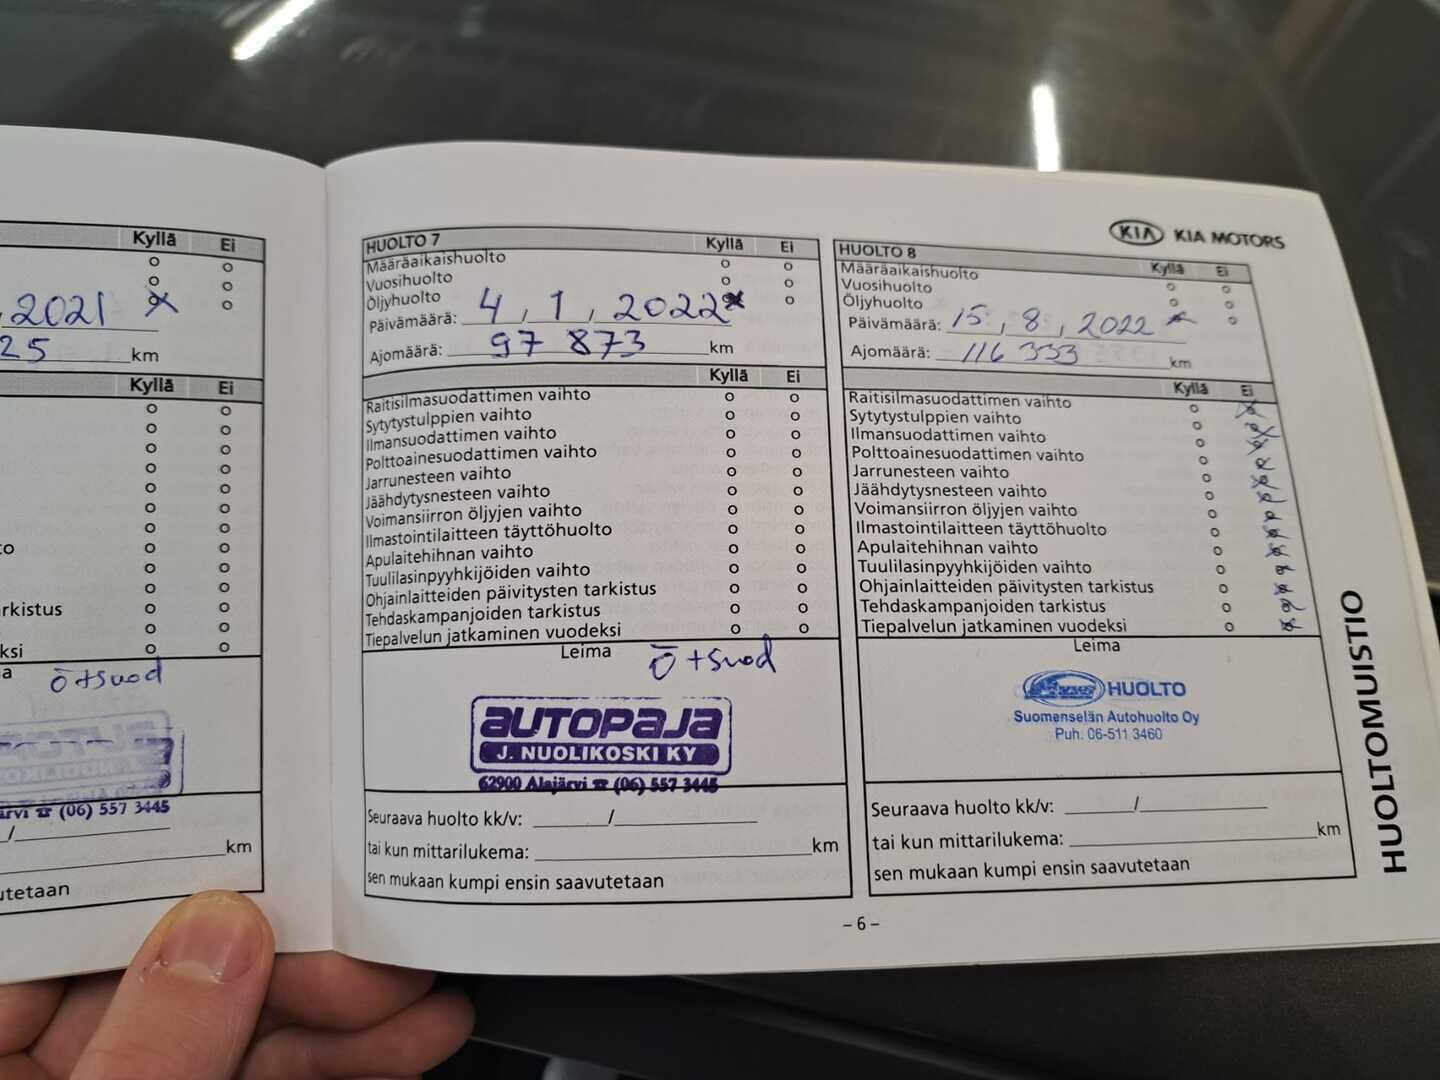 Kyllä Ei
,2021
25 km
Kyllä Ei
to
arkistus
ksi
a
ō+suod
(06) 557 3445
/
km
utetaan
KIA KIA MOTORS
HUOLTO 7 Kyllä Ei
Määräaikaishuolto
Vuosihuolto
Öljyhuolto
Päivämäärä: 4 , 1 , 2022
Ajomäärä: 97 873 km
Kyllä Ei
Raitisilmasuodattimen vaihto
Sytytystulppien vaihto
Ilmansuodattimen vaihto
Polttoainesuodattimen vaihto
Jarrunesteen vaihto
Jäähdytysnesteen vaihto
Voimansiirron öljyjen vaihto
Ilmastointilaitteen täyttöhuolto
Apulaitehihnan vaihto
Tuulilasinpyyhkijöiden vaihto
Ohjainlaitteiden päivitysten tarkistus
Tehdaskampanjoiden tarkistus
Tiepalvelun jatkaminen vuodeksi
Leima
ō+suod
AUTOPAJA
J. NUOLIKOSKI KY
62900 Alajärvi ☎ (06) 557 3445
Seuraava huolto kk/v: /
tai kun mittarilukema: km
sen mukaan kumpi ensin saavutetaan
HUOLTO 8 Kyllä Ei
Määräaikaishuolto
Vuosihuolto
Öljyhuolto
Päivämäärä: 15 , 8 , 2022
Ajomäärä: 116 333 km
Kyllä Ei
Raitisilmasuodattimen vaihto
Sytytystulppien vaihto
Ilmansuodattimen vaihto
Polttoainesuodattimen vaihto
Jarrunesteen vaihto
Jäähdytysnesteen vaihto
Voimansiirron öljyjen vaihto
Ilmastointilaitteen täyttöhuolto
Apulaitehihnan vaihto
Tuulilasinpyyhkijöiden vaihto
Ohjainlaitteiden päivitysten tarkistus
Tehdaskampanjoiden tarkistus
Tiepalvelun jatkaminen vuodeksi
Leima
HUOLTO
Suomenselän Autohuolto Oy
Puh. 06-511 3460
Seuraava huolto kk/v: /
tai kun mittarilukema: km
sen mukaan kumpi ensin saavutetaan
HUOLTOMUISTIO
– 6 –